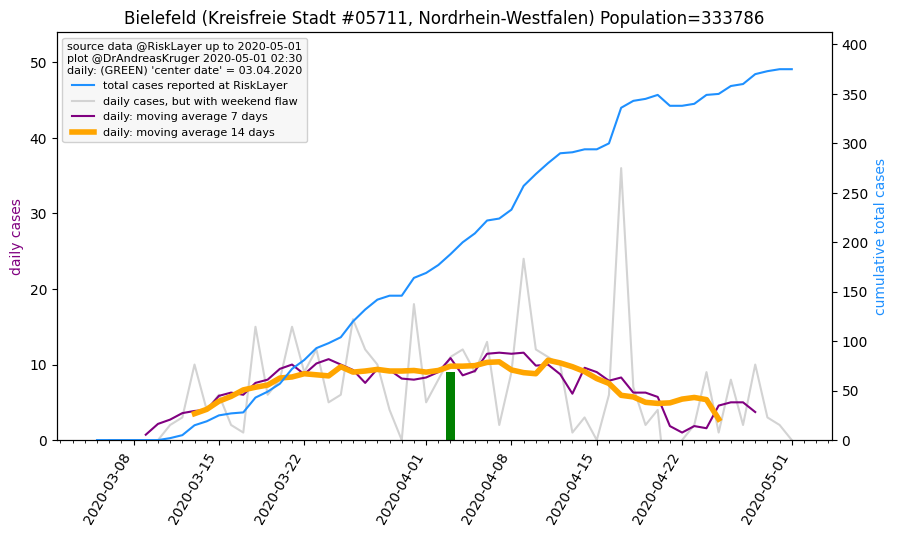 Bielefeld (Kreisfreie Stadt #05711, Nordrhein-Westfalen) Population=333786
source data @RiskLayer up to 2020-05-01
plot @DrAndreasKruger 2020-05-01 02:30
daily: (GREEN) 'center date' = 03.04.2020
total cases reported at RiskLayer
daily cases, but with weekend flaw
daily: moving average 7 days
daily: moving average 14 days
daily cases
50
40
30
20
10
0
cumulative total cases
400
350
300
250
200
150
100
50
0
2020-03-08
2020-03-15
2020-03-22
2020-04-01
2020-04-08
2020-04-15
2020-04-22
2020-05-01